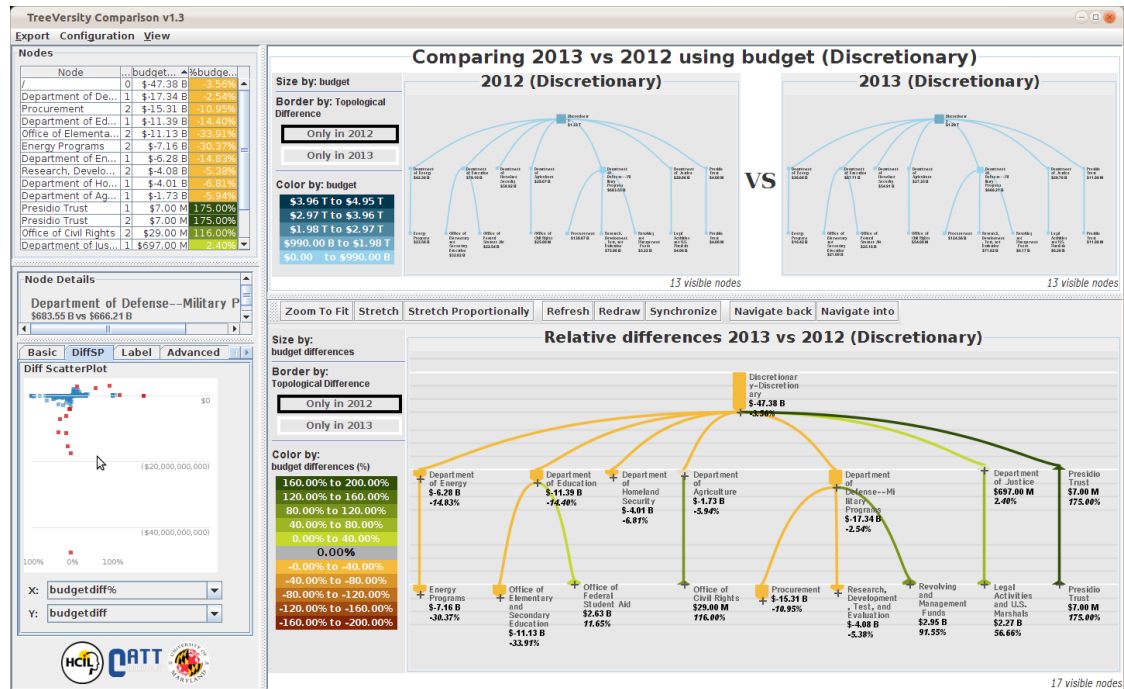 TreeVersity Comparison v1.3
Export Configuration View
Nodes
Node ... budget... %budge...
/ 0 $-47.38 B -3.56%
Department of De... 1 $-17.34 B -2.54%
Procurement 2 $-15.31 B -10.95%
Department of Ed... 1 $-11.39 B -14.40%
Office of Elementa... 2 $-11.13 B -33.91%
Energy Programs 2 $-7.16 B -30.37%
Department of En... 1 $-6.28 B -14.83%
Research, Develo... 2 $-4.08 B -5.38%
Department of Ho... 1 $-4.01 B -6.81%
Department of Ag... 1 $-1.73 B -5.94%
Presidio Trust 1 $7.00 M 175.00%
Presidio Trust 2 $7.00 M 175.00%
Office of Civil Rights 2 $29.00 M 116.00%
Department of Jus... 1 $697.00 M 2.40%
Node Details
Department of Defense--Military P
$683.55 B vs $666.21 B
Basic DiffSP Label Advanced
Diff ScatterPlot
$0
($20,000,000,000)
($40,000,000,000)
100% 0% 100%
X: budgetdiff%
Y: budgetdiff
HCIL
ATT
UNIVERSITY OF
MARYLAND
Comparing 2013 vs 2012 using budget (Discretionary)
Size by: budget
Border by: Topological
Difference
Only in 2012
Only in 2013
Color by: budget
$3.96 T to $4.95 T
$2.97 T to $3.96 T
$1.98 T to $2.97 T
$990.00 B to $1.98 T
$0.00 to $990.00 B
2012 (Discretionary)
13 visible nodes
VS
2013 (Discretionary)
13 visible nodes
Zoom To Fit Stretch Stretch Proportionally Refresh Redraw Synchronize Navigate back Navigate into
Size by:
budget differences
Border by:
Topological Difference
Only in 2012
Only in 2013
Color by:
budget differences (%)
160.00% to 200.00%
120.00% to 160.00%
80.00% to 120.00%
40.00% to 80.00%
0.00% to 40.00%
0.00%
-0.00% to -40.00%
-40.00% to -80.00%
-80.00% to -120.00%
-120.00% to -160.00%
-160.00% to -200.00%
Relative differences 2013 vs 2012 (Discretionary)
Discretionar
y-Discretion
ary
$-47.38 B
-3.56%
Department
of Energy
$-6.28 B
-14.83%
Department
of Education
$-11.39 B
-14.40%
Department
of
Homeland
Security
$-4.01 B
-6.81%
Department
of
Agriculture
$-1.73 B
-5.94%
Department
of
Defense--Mi
litary
Programs
$-17.34 B
-2.54%
Department
of Justice
$697.00 M
2.40%
Presidio
Trust
$7.00 M
175.00%
Energy
Programs
$-7.16 B
-30.37%
Office of
Elementary
and
Secondary
Education
$-11.13 B
-33.91%
Office of
Federal
Student Aid
$2.63 B
11.65%
Office of
Civil Rights
$29.00 M
116.00%
Procurement
$-15.31 B
-10.95%
Research,
Development
, Test, and
Evaluation
$-4.08 B
-5.38%
Revolving
and
Management
Funds
$2.95 B
91.55%
Legal
Activities
and U.S.
Marshals
$2.27 B
56.66%
Presidio
Trust
$7.00 M
175.00%
17 visible nodes